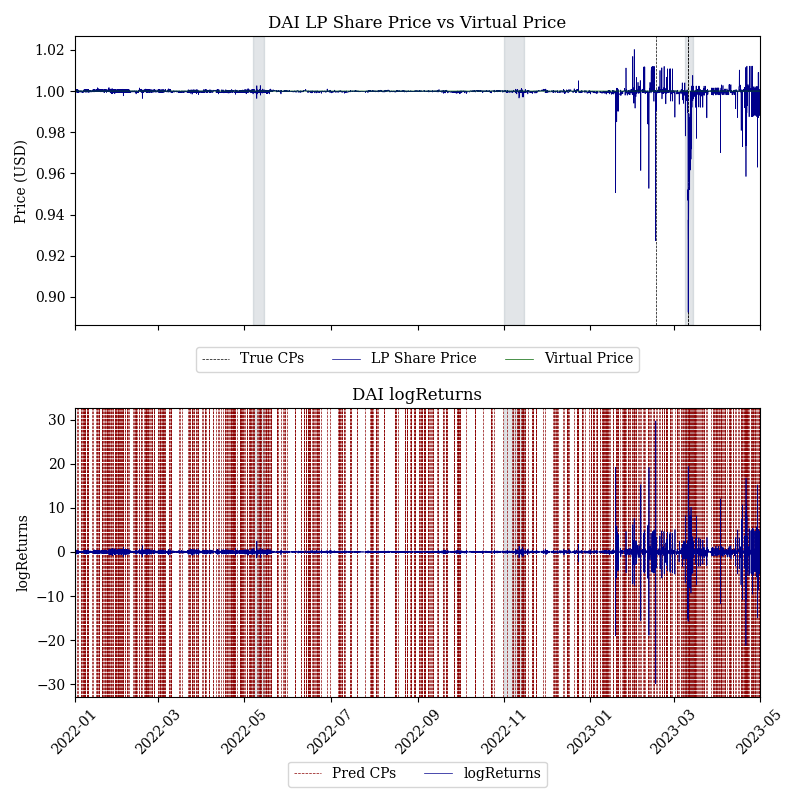 DAI LP Share Price vs Virtual Price
1.02
1.00
0.98
0.96
0.94
0.92
0.90
Price (USD)
True CPs LP Share Price Virtual Price
DAI logReturns
30
20
10
0
−10
−20
−30
logReturns
2022-01 2022-03 2022-05 2022-07 2022-09 2022-11 2023-01 2023-03 2023-05
Pred CPs logReturns